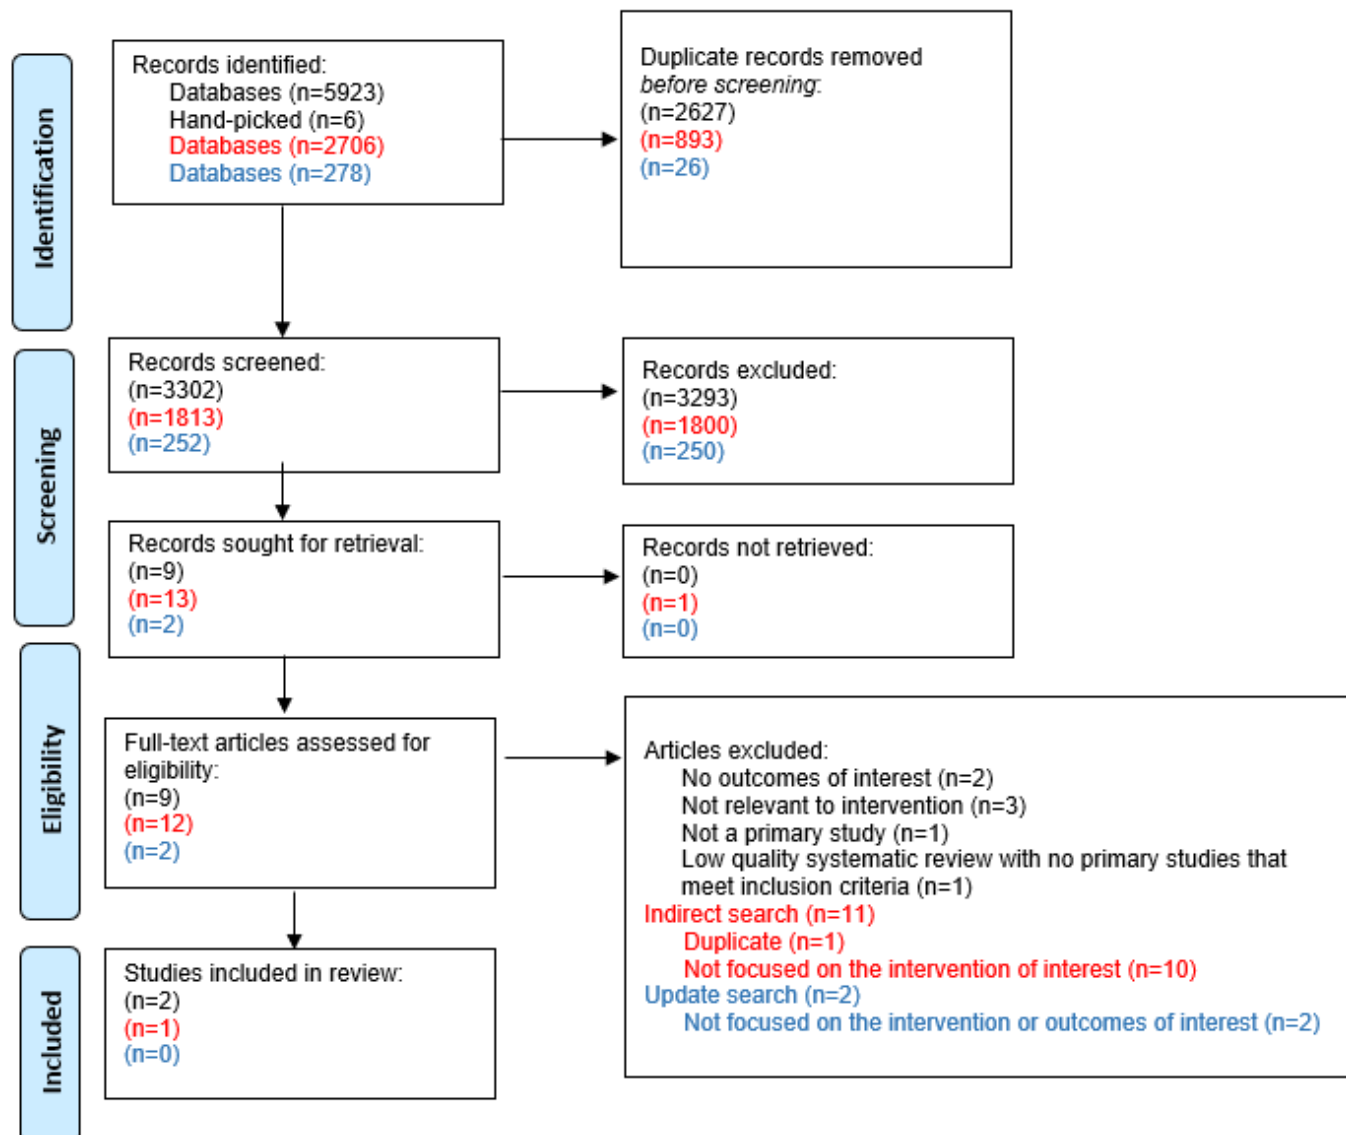 Identification
Records identified:
Databases (n=5923)
Hand-picked (n=6)
Databases (n=2706)
Databases (n=278)
Duplicate records removed
before screening:
(n=2627)
(n=893)
(n=26)
Screening
Records screened:
(n=3302)
(n=1813)
(n=252)
Records excluded:
(n=3293)
(n=1800)
(n=250)
Records sought for retrieval:
(n=9)
(n=13)
(n=2)
Records not retrieved:
(n=0)
(n=1)
(n=0)
Eligibility
Full-text articles assessed for
eligibility:
(n=9)
(n=12)
(n=2)
Articles excluded:
No outcomes of interest (n=2)
Not relevant to intervention (n=3)
Not a primary study (n=1)
Low quality systematic review with no primary studies that
meet inclusion criteria (n=1)
Indirect search (n=11)
Duplicate (n=1)
Not focused on the intervention of interest (n=10)
Update search (n=2)
Not focused on the intervention or outcomes of interest (n=2)
Included
Studies included in review:
(n=2)
(n=1)
(n=0)